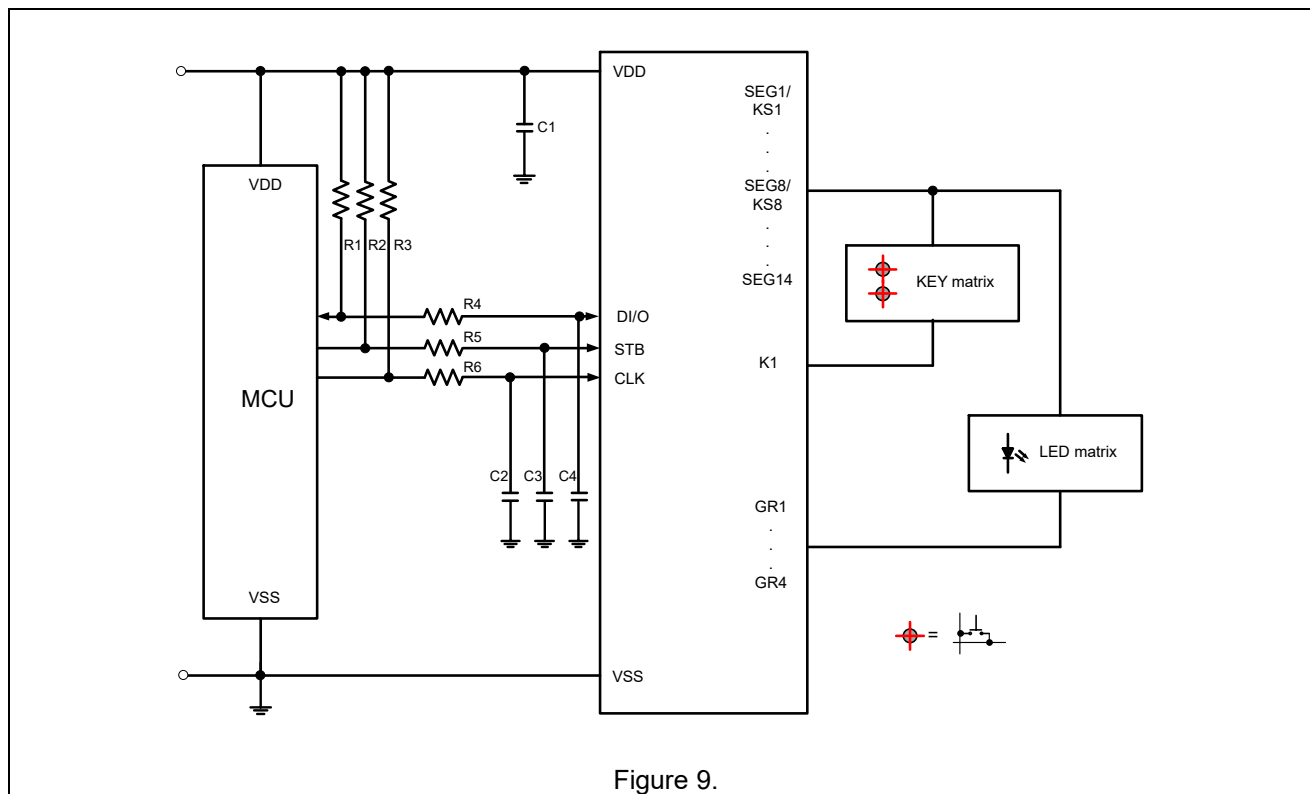 VDD
SEG1/
KS1
.
.
.
C1
VDD
SEG8/
KS8
.
.
.
R1
R2
R3
SEG14
KEY matrix
R4
DI/O
R5
STB
K1
R6
CLK
MCU
LED matrix
C2
C3
C4
GR1
.
.
.
GR4
VSS
=
VSS
Figure 9.